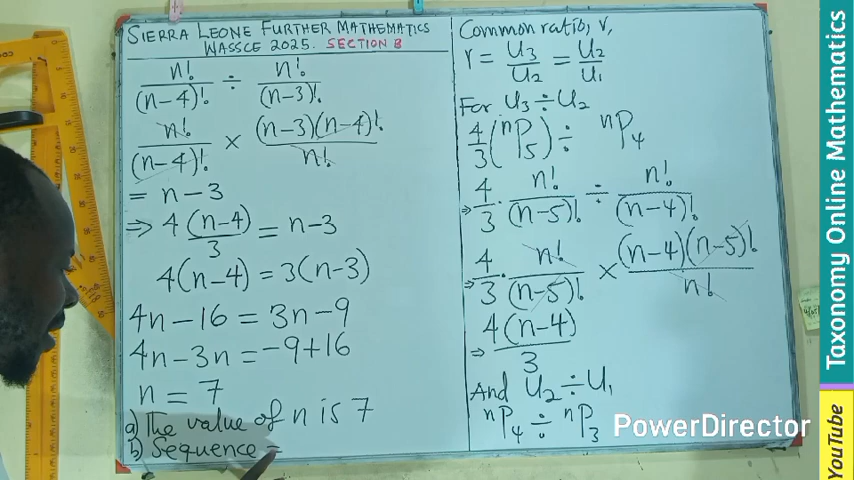 SIERRA LEONE FURTHER MATHEMATICS
WASSCE 2025. SECTION B
n!/(n-4)! ÷ n!/(n-3)!
n!/(n-4)! × (n-3)(n-4)!/n!
= n-3
⇒ 4(n-4)/3 = n-3
4(n-4) = 3(n-3)
4n-16 = 3n-9
4n-3n = -9+16
n = 7
a) The value of n is 7
b) Sequence =
Common ratio, r,
r = U₃/U₂ = U₂/U₁
For U₃ ÷ U₂
4/3 (ⁿP₅) ÷ ⁿP₄
⇒ 4/3 · n!/(n-5)! ÷ n!/(n-4)!
⇒ 4/3 · n!/(n-5)! × (n-4)(n-5)!/n!
⇒ 4(n-4)/3
And U₂ ÷ U₁
ⁿP₄ ÷ ⁿP₃
PowerDirector
Taxonomy Online Mathematics
YouTube